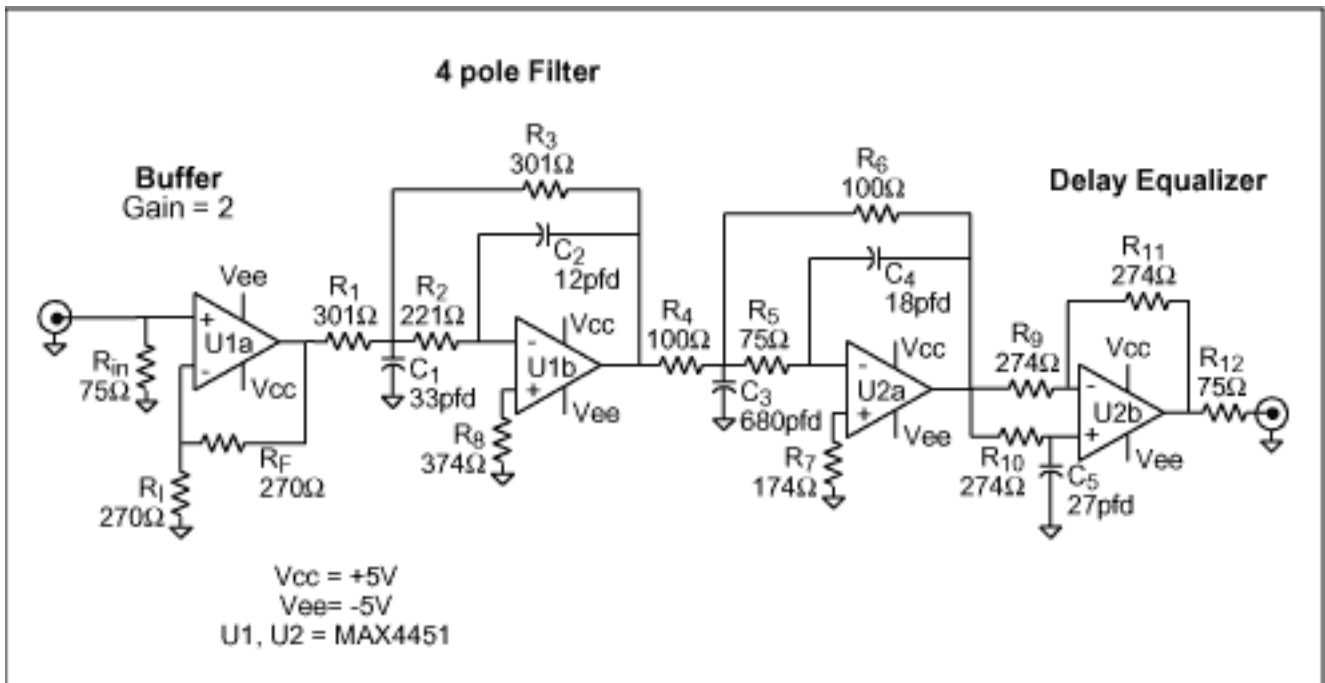 4 pole Filter
R3
301Ω
R6
100Ω
Buffer
Gain = 2
Delay Equalizer
C2
12pfd
C4
18pfd
R11
274Ω
Vee
R1
301Ω
R2
221Ω
+
U1a
-
Vcc
Rin
75Ω
C1
33pfd
Vcc
-
U1b
+
Vee
R4
100Ω
R5
75Ω
R8
374Ω
C3
680pfd
Vcc
-
U2a
+
Vee
R7
174Ω
R9
274Ω
Vcc
-
U2b
+
Vee
R12
75Ω
R10
274Ω
C5
27pfd
RF
270Ω
RI
270Ω
Vcc = +5V
Vee= -5V
U1, U2 = MAX4451